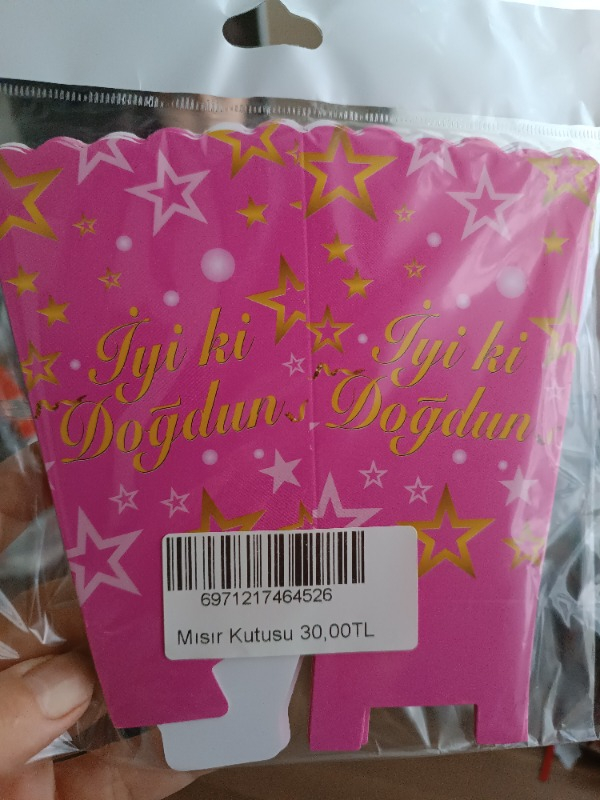 İyi ki
Doğdun
İyi ki
Doğdun
6971217464526
Mısır Kutusu 30,00TL